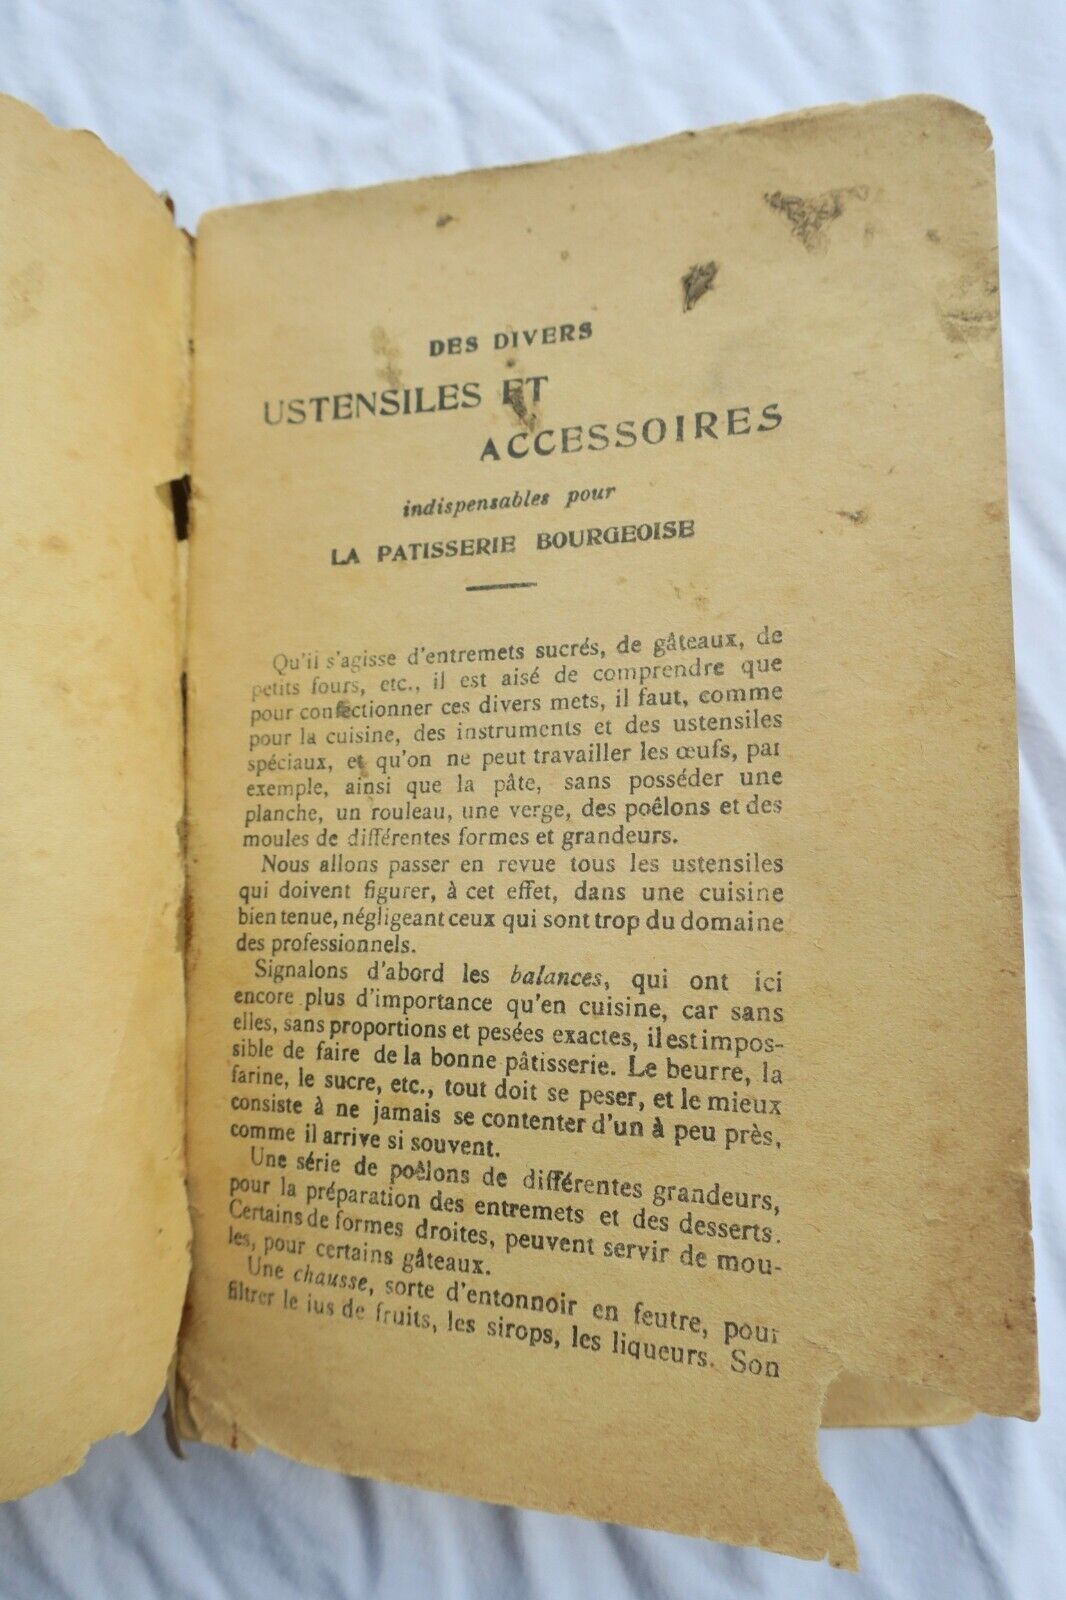 DES DIVERS
USTENSILES ET
ACCESSOIRES
indispensables pour
LA PATISSERIE BOURGEOISE
Qu'il s'agisse d'entremets sucrés, de gâteaux, de
petits fours, etc., il est aisé de comprendre que
pour confectionner ces divers mets, il faut, comme
pour la cuisine, des instruments et des ustensiles
spéciaux, et qu'on ne peut travailler les œufs, par
exemple, ainsi que la pâte, sans posséder une
planche, un rouleau, une verge, des poêlons et des
moules de différentes formes et grandeurs.
Nous allons passer en revue tous les ustensiles
qui doivent figurer, à cet effet, dans une cuisine
bien tenue, négligeant ceux qui sont trop du domaine
des professionnels.
Signalons d'abord les balances, qui ont ici
encore plus d'importance qu'en cuisine, car sans
elles, sans proportions et pesées exactes, il est impos-
sible de faire de la bonne pâtisserie. Le beurre, la
farine, le sucre, etc., tout doit se peser, et le mieux
consiste à ne jamais se contenter d'un à peu près,
comme il arrive si souvent.
Une série de poêlons de différentes grandeurs,
pour la préparation des entremets et des desserts.
Certains de formes droites, peuvent servir de mou-
les, pour certains gâteaux.
Une chausse, sorte d'entonnoir en feutre, pour
filtrer le jus de fruits, les sirops, les liqueurs. Son